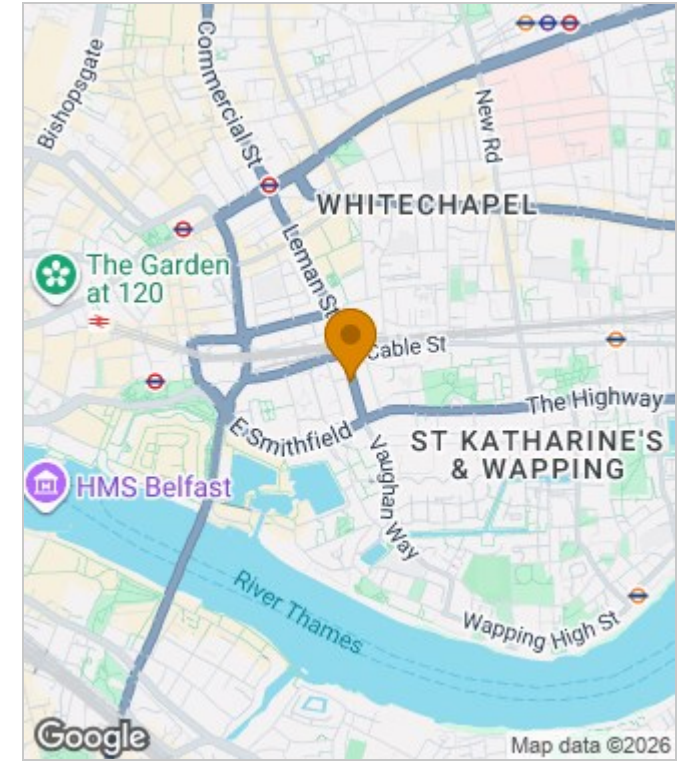 Bishopsgate
Commercial St
New Rd
WHITECHAPEL
The Garden
at 120
Leman St
Cable St
The Highway
E Smithfield
ST KATHARINE'S
& WAPPING
HMS Belfast
Vaughan Way
River Thames
Wapping High St
Google
Map data ©2026